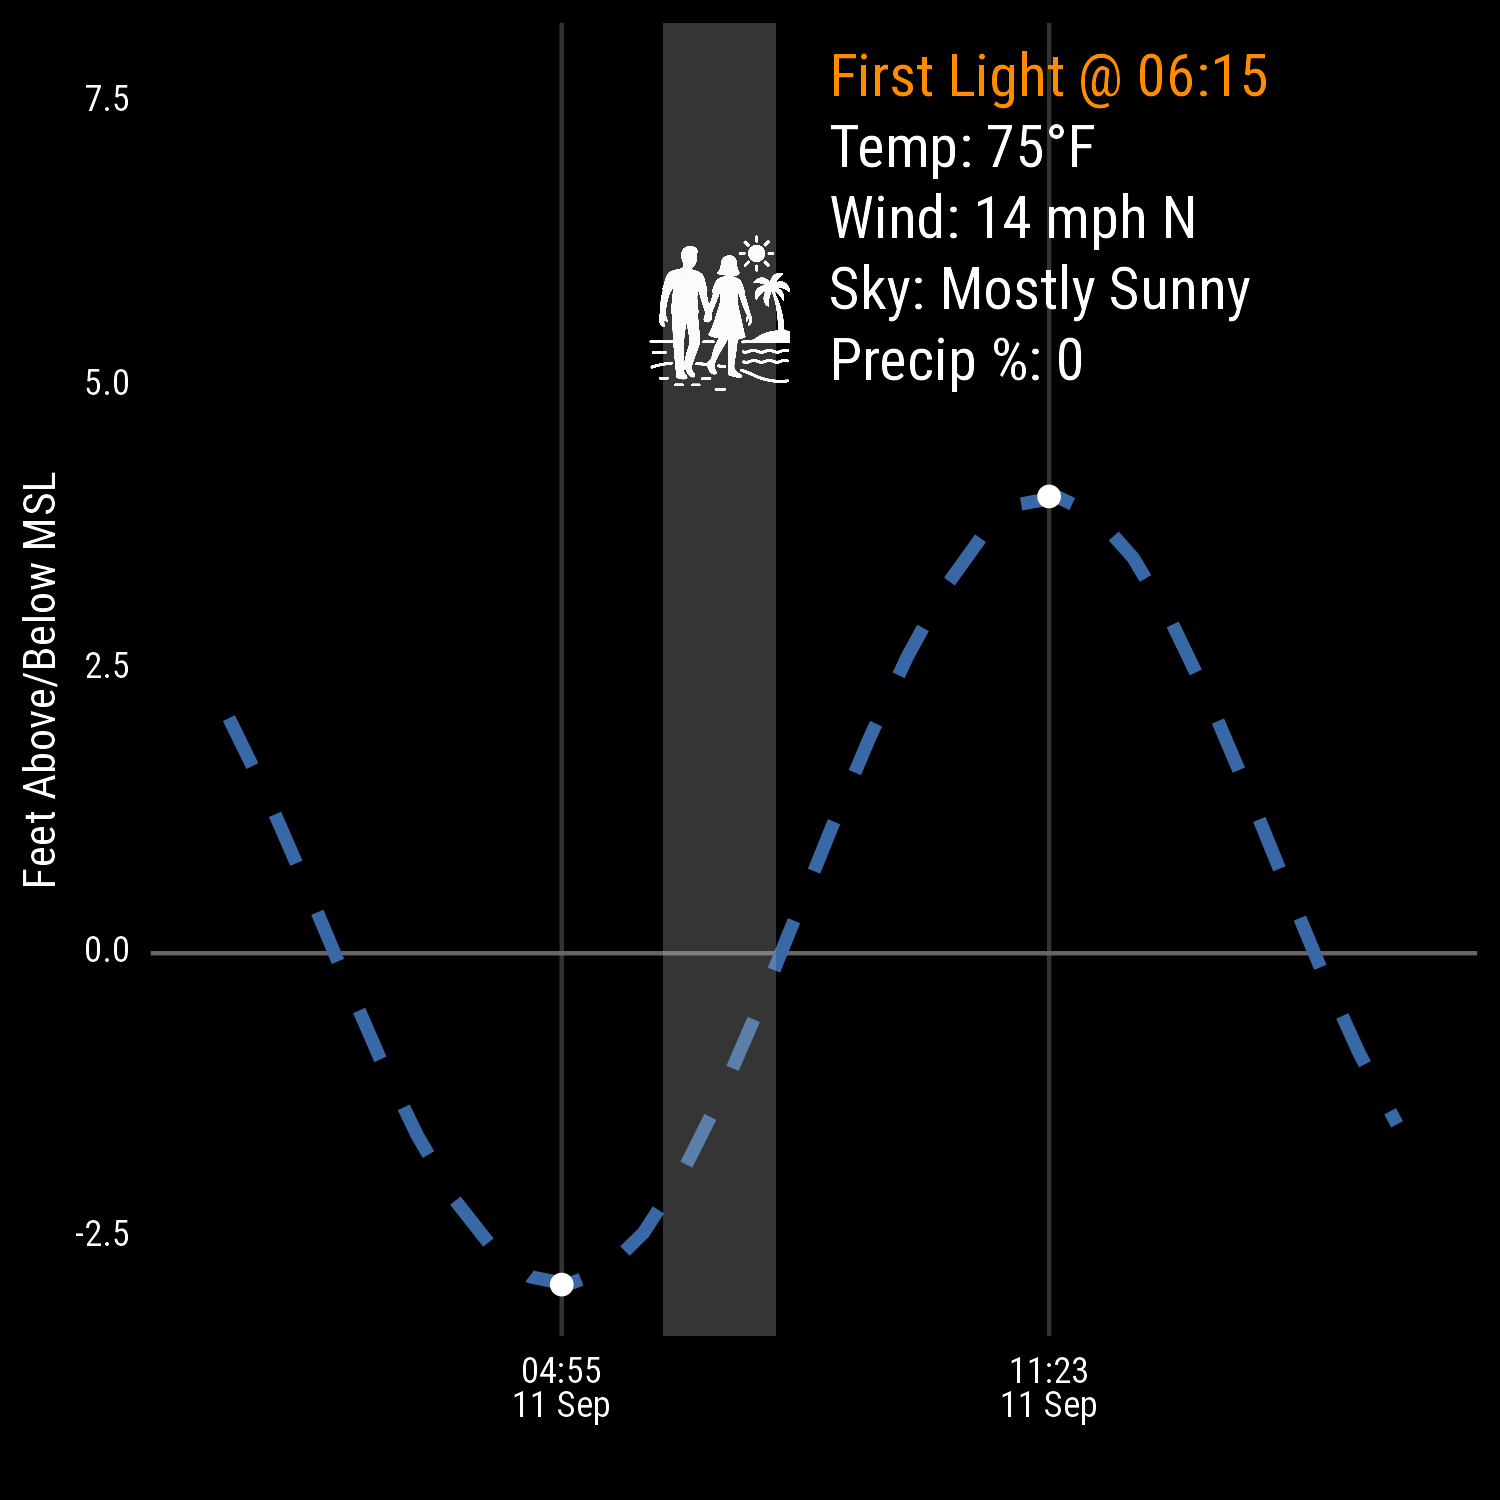 First Light @ 06:15
Temp: 75°F
Wind: 14 mph N
Sky: Mostly Sunny
Precip %: 0
7.5
5.0
2.5
0.0
-2.5
Feet Above/Below MSL
04:55
11 Sep
11:23
11 Sep